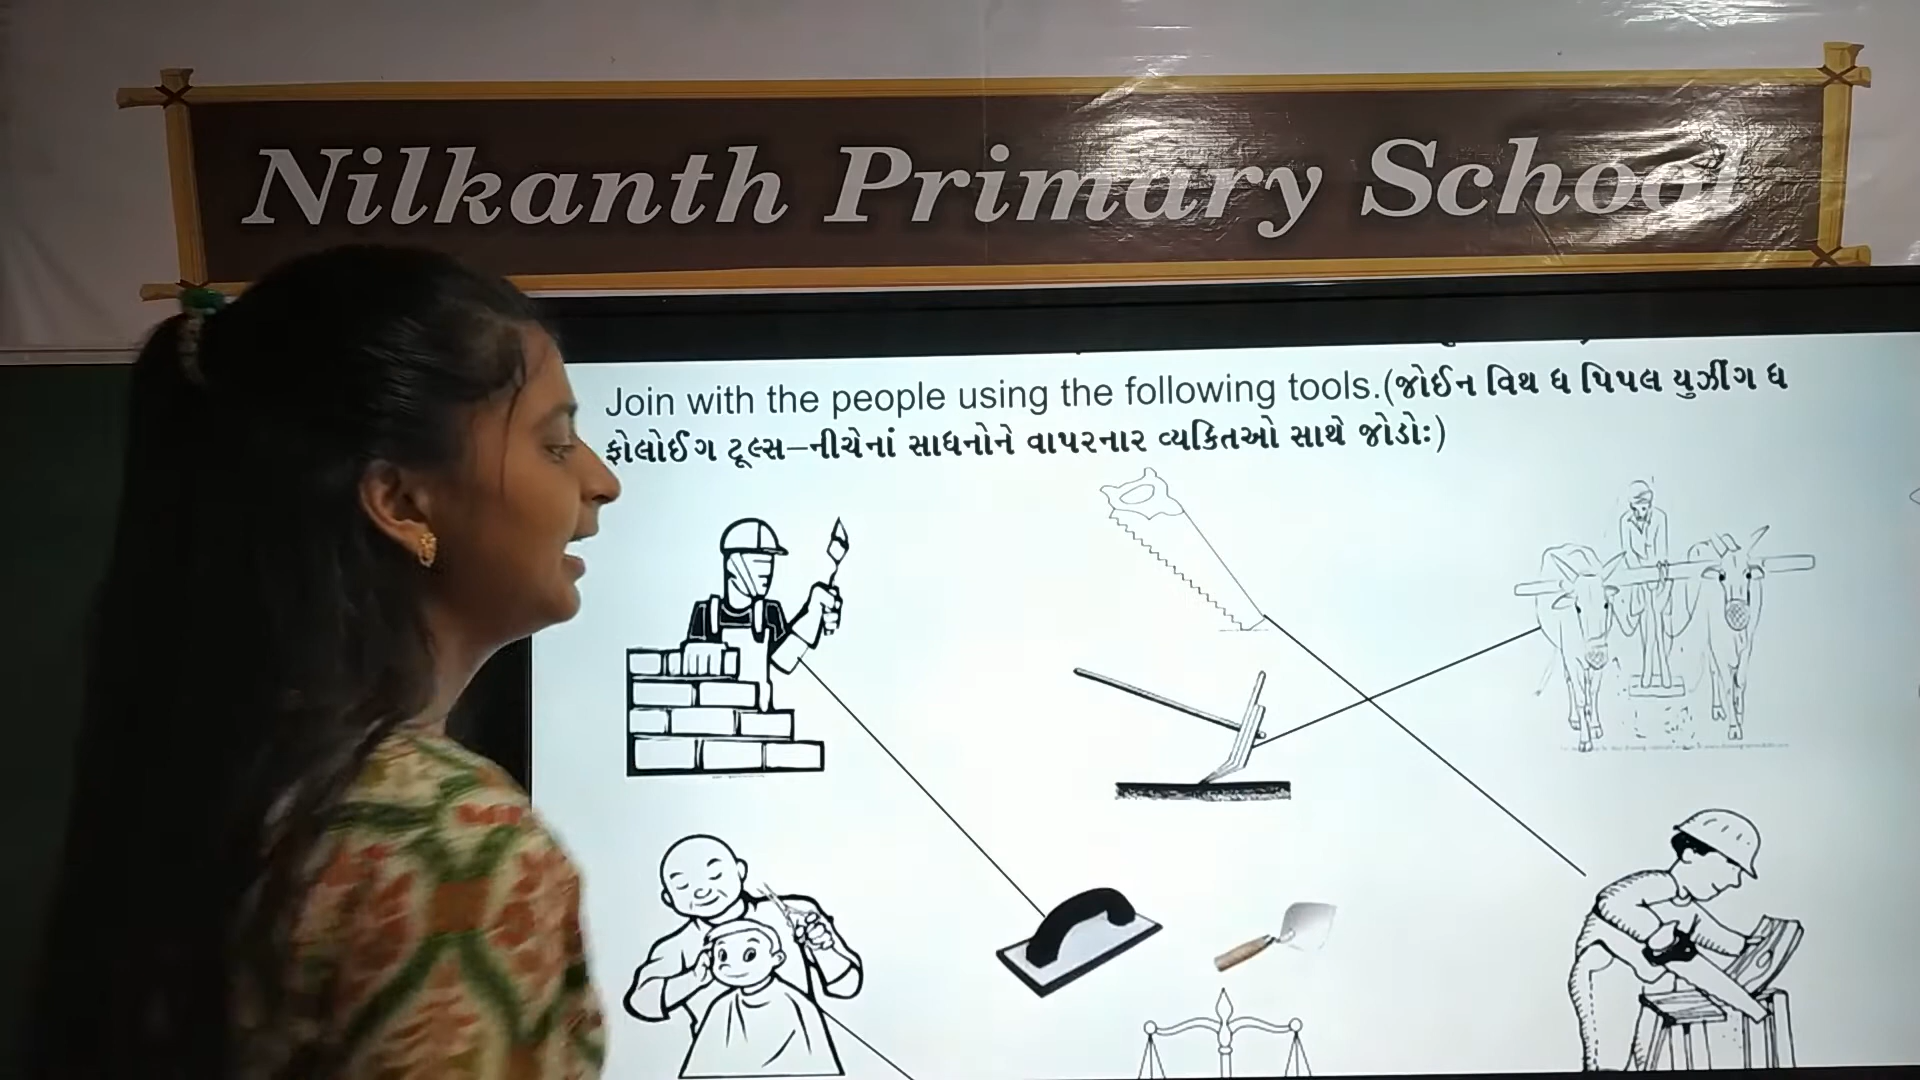 Nilkanth Primary School
Join with the people using the following tools.(જોઈન વિથ ધ પિપલ યુઝીંગ ધ
ફોલોઈંગ ટૂલ્સ–નીચેનાં સાધનોને વાપરનાર વ્યકિતઓ સાથે જોડોઃ)